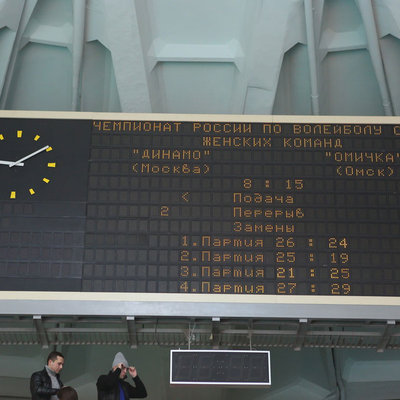 ЧЕМПИОНАТ РОССИИ ПО ВОЛЕЙБОЛУ С
ЖЕНСКИХ КОМАНД
"ДИНАМО" "ОМИЧКА"
(Москва) (Омск)
8 : 15
< Подача
2 Перерыв
Замены
1.Партия 26 : 24
2.Партия 25 : 19
3.Партия 21 : 25
4.Партия 27 : 29